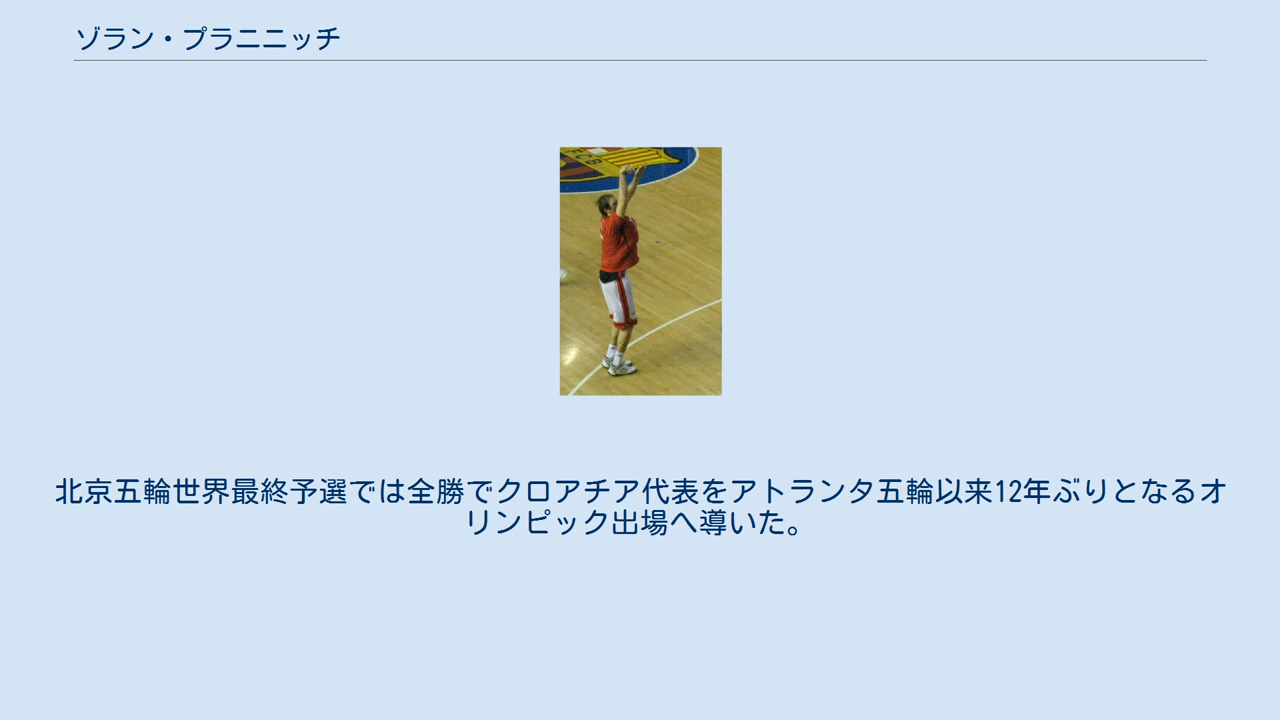 ゾラン・プラニニッチ
FCB
北京五輪世界最終予選では全勝でクロアチア代表をアトランタ五輪以来12年ぶりとなるオ
リンピック出場へ導いた。